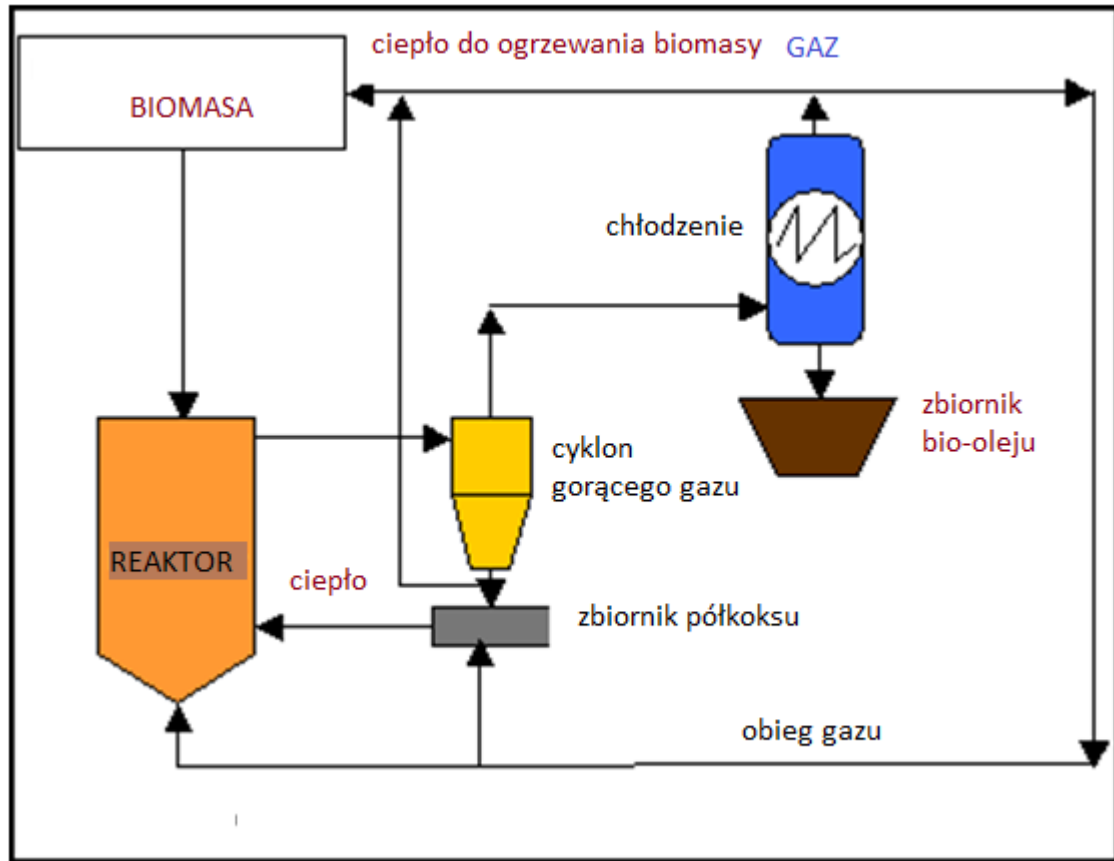 ciepło do ogrzewania biomasy
GAZ
BIOMASA
chłodzenie
zbiornik
bio-oleju
cyklon
gorącego gazu
REAKTOR
ciepło
zbiornik półkoksu
obieg gazu